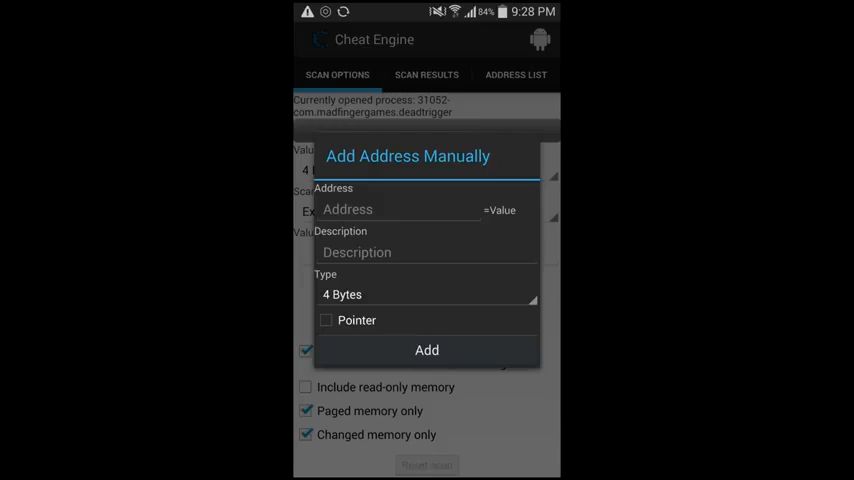 84% 9:28 PM
Cheat Engine
SCAN OPTIONS SCAN RESULTS ADDRESS LIST
Currently opened process: 31052-
com.madfingergames.deadtrigger
Add Address Manually
Address
Address =Value
Description
Description
Type
4 Bytes
Pointer
Add
Include read-only memory
Paged memory only
Changed memory only
Reset scan